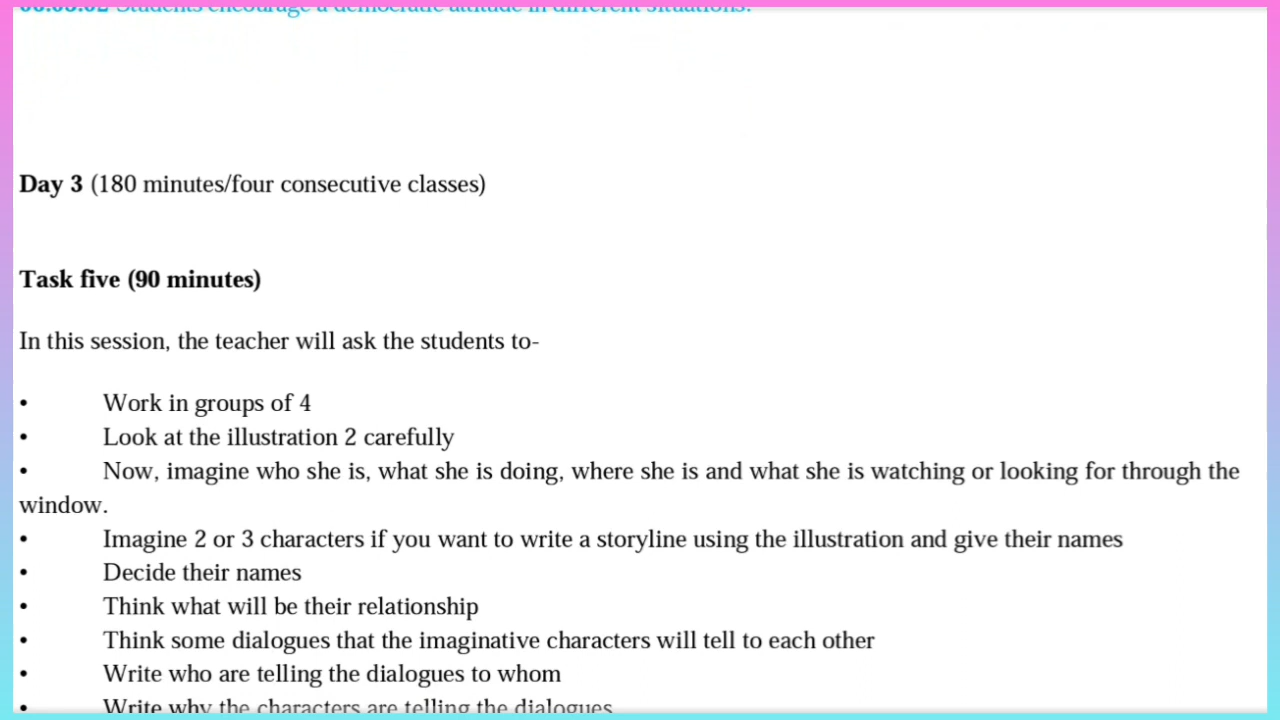 Students encourage a democratic attitude in different situations.
Day 3 (180 minutes/four consecutive classes)
Task five (90 minutes)
In this session, the teacher will ask the students to-
• Work in groups of 4
• Look at the illustration 2 carefully
• Now, imagine who she is, what she is doing, where she is and what she is watching or looking for through the
window.
• Imagine 2 or 3 characters if you want to write a storyline using the illustration and give their names
• Decide their names
• Think what will be their relationship
• Think some dialogues that the imaginative characters will tell to each other
• Write who are telling the dialogues to whom
• Write why the characters are telling the dialogues